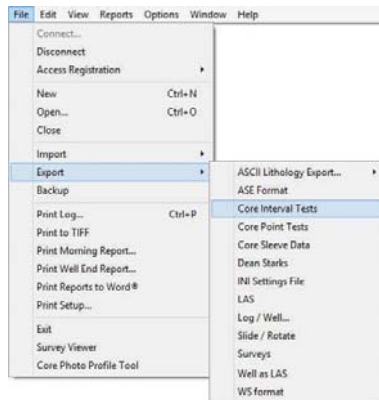 File Edit View Reports Options Window Help
Connect...
Disconnect
Access Registration
New Ctrl+N
Open... Ctrl+O
Close
Import
Export
Backup
Print Log... Ctrl+P
Print to TIFF
Print Morning Report...
Print Well End Report...
Print Reports to Word®
Print Setup...
Exit
Survey Viewer
Core Photo Profile Tool
ASCII Lithology Export...
ASE Format
Core Interval Tests
Core Point Tests
Core Sleeve Data
Dean Starks
INI Settings File
LAS
Log / Well...
Slide / Rotate
Surveys
Well as LAS
WS format